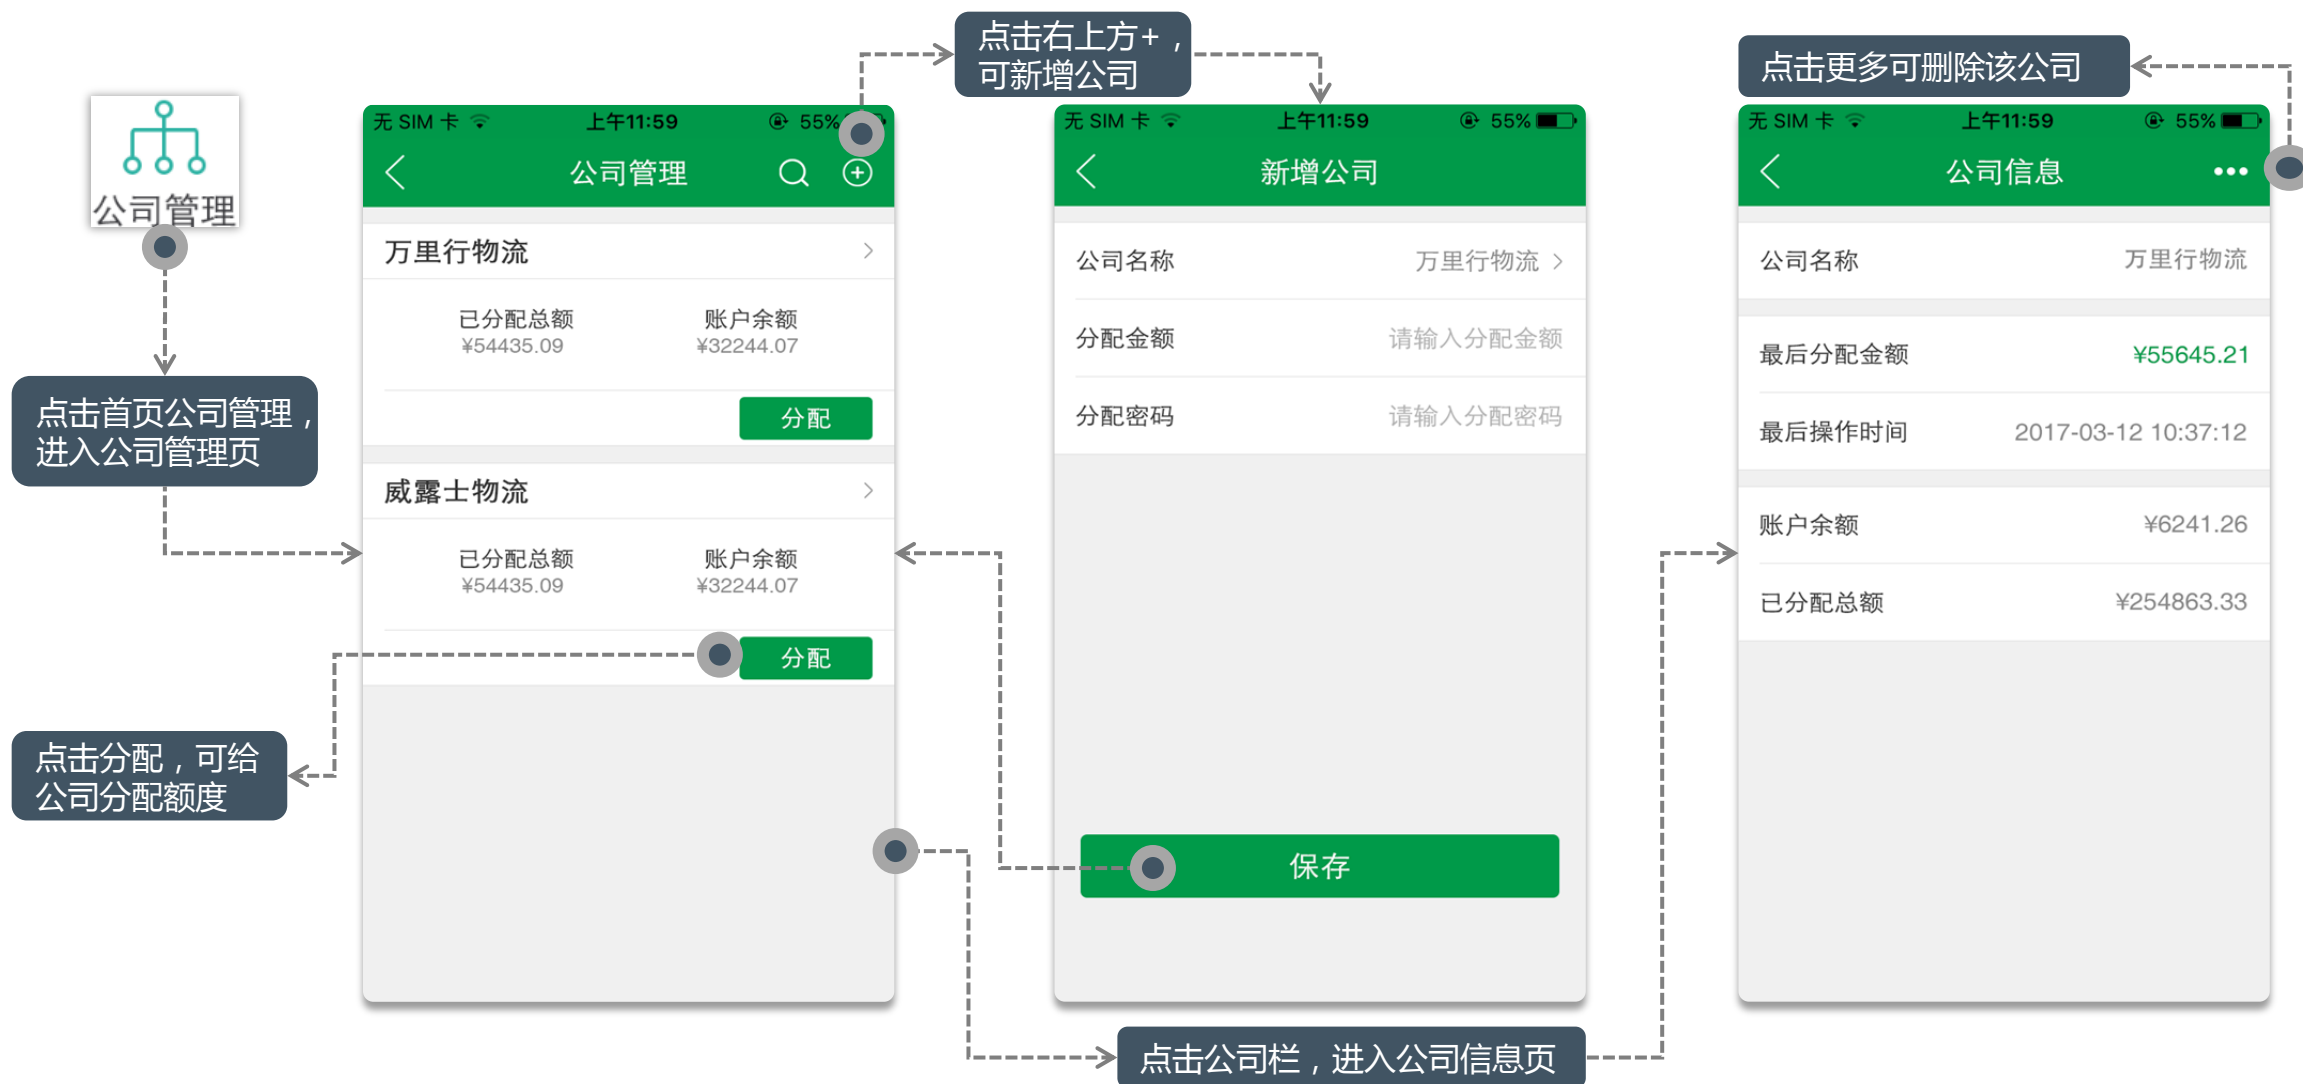 公司管理
点击首页公司管理，
进入公司管理页
点击分配，可给
公司分配额度
无 SIM 卡 上午11:59 55%
公司管理
万里行物流
已分配总额 账户余额
¥54435.09 ¥32244.07
分配
威露士物流
已分配总额 账户余额
¥54435.09 ¥32244.07
分配
点击右上方+，
可新增公司
无 SIM 卡 上午11:59 55%
新增公司
公司名称 万里行物流
分配金额 请输入分配金额
分配密码 请输入分配密码
保存
点击公司栏，进入公司信息页
点击更多可删除该公司
无 SIM 卡 上午11:59 55%
公司信息
公司名称 万里行物流
最后分配金额 ¥55645.21
最后操作时间 2017-03-12 10:37:12
账户余额 ¥6241.26
已分配总额 ¥254863.33